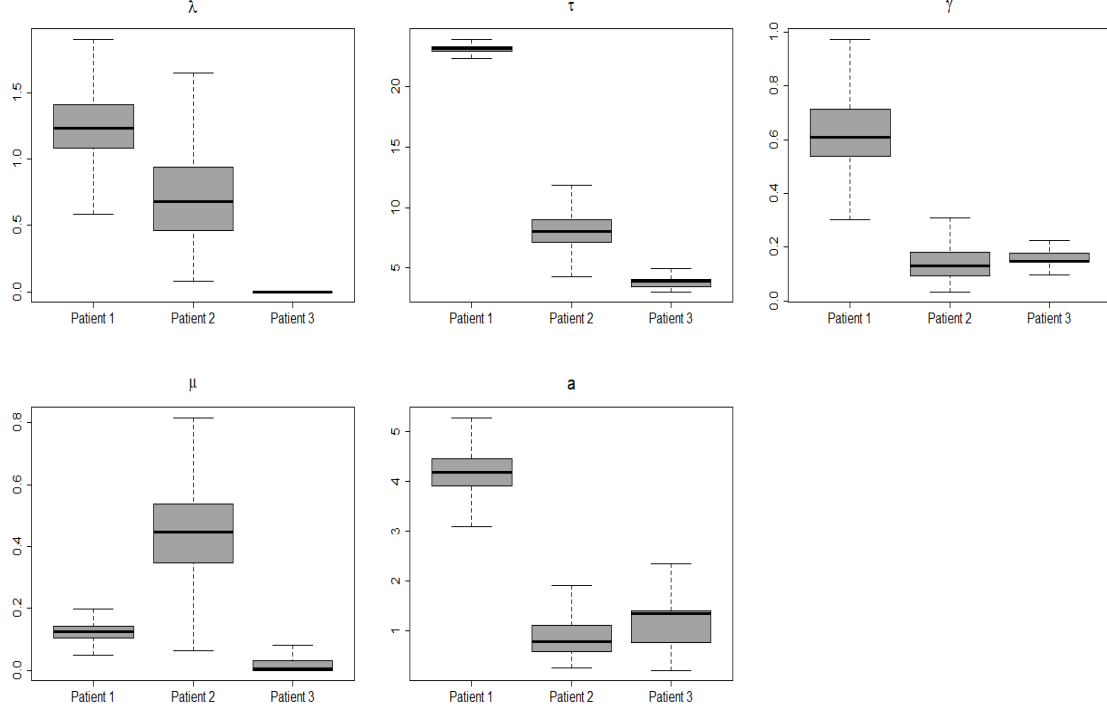 λ
0.0 0.5 1.0 1.5
Patient 1 Patient 2 Patient 3
τ
5 10 15 20
Patient 1 Patient 2 Patient 3
γ
0.0 0.2 0.4 0.6 0.8 1.0
Patient 1 Patient 2 Patient 3
μ
0.0 0.2 0.4 0.6 0.8
Patient 1 Patient 2 Patient 3
a
1 2 3 4 5
Patient 1 Patient 2 Patient 3